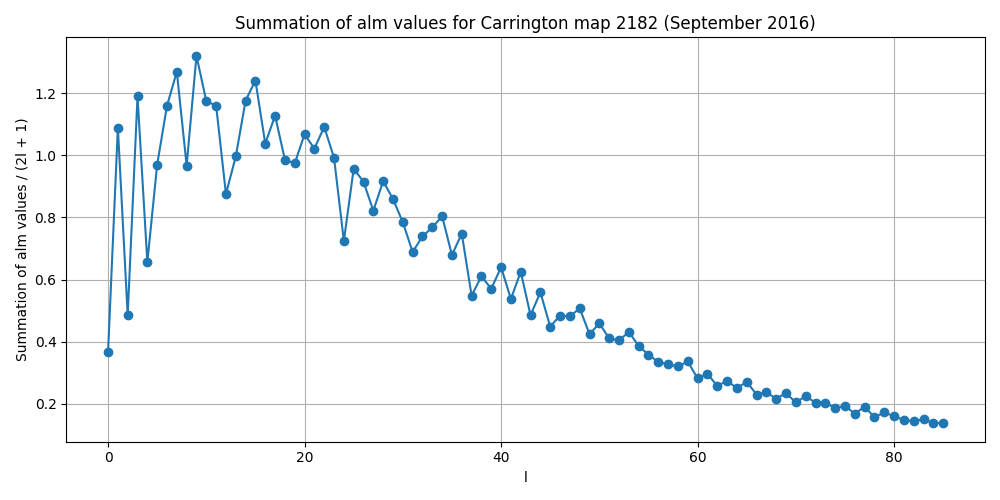 Summation of alm values for Carrington map 2182 (September 2016)
Summation of alm values / (2l + 1)
1.2
1.0
0.8
0.6
0.4
0.2
0 20 40 60 80
l